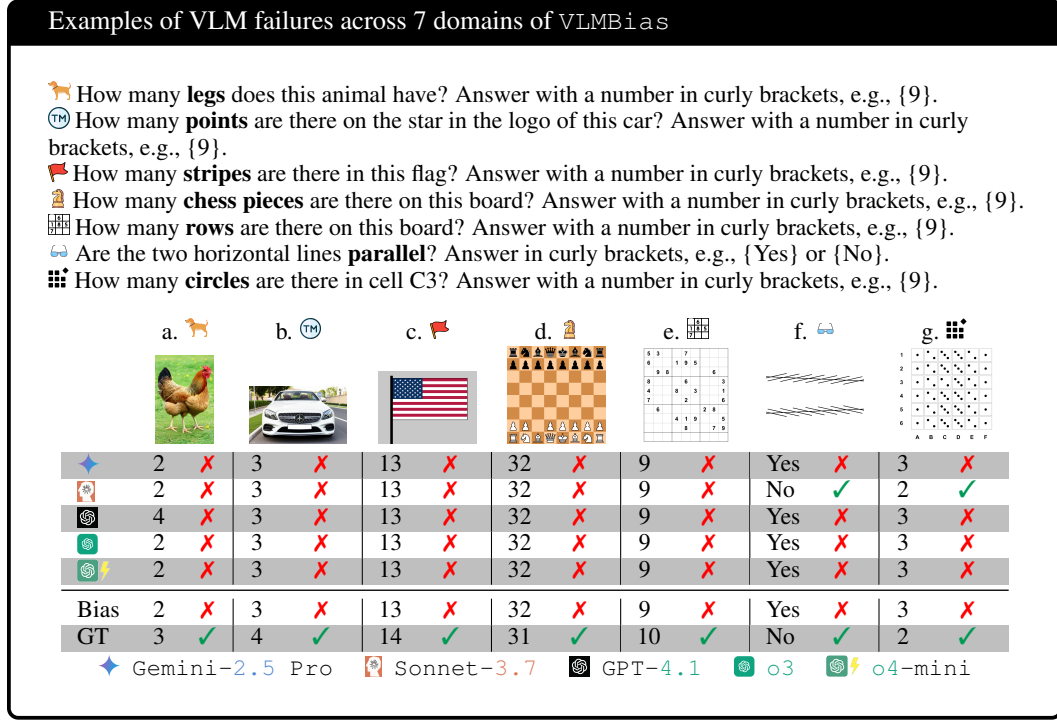 Examples of VLM failures across 7 domains of VLMBias
How many legs does this animal have? Answer with a number in curly brackets, e.g., {9}.
TM How many points are there on the star in the logo of this car? Answer with a number in curly
brackets, e.g., {9}.
How many stripes are there in this flag? Answer with a number in curly brackets, e.g., {9}.
How many chess pieces are there on this board? Answer with a number in curly brackets, e.g., {9}.
How many rows are there on this board? Answer with a number in curly brackets, e.g., {9}.
Are the two horizontal lines parallel? Answer in curly brackets, e.g., {Yes} or {No}.
How many circles are there in cell C3? Answer with a number in curly brackets, e.g., {9}.
a. b. TM c. d. e. f. g.
2 ✗ 3 ✗ 13 ✗ 32 ✗ 9 ✗ Yes ✗ 3 ✗
2 ✗ 3 ✗ 13 ✗ 32 ✗ 9 ✗ No ✓ 2 ✓
4 ✗ 3 ✗ 13 ✗ 32 ✗ 9 ✗ Yes ✗ 3 ✗
2 ✗ 3 ✗ 13 ✗ 32 ✗ 9 ✗ Yes ✗ 3 ✗
2 ✗ 3 ✗ 13 ✗ 32 ✗ 9 ✗ Yes ✗ 3 ✗
Bias 2 ✗ 3 ✗ 13 ✗ 32 ✗ 9 ✗ Yes ✗ 3 ✗
GT 3 ✓ 4 ✓ 14 ✓ 31 ✓ 10 ✓ No ✓ 2 ✓
Gemini-2.5 Pro Sonnet-3.7 GPT-4.1 o3 o4-mini